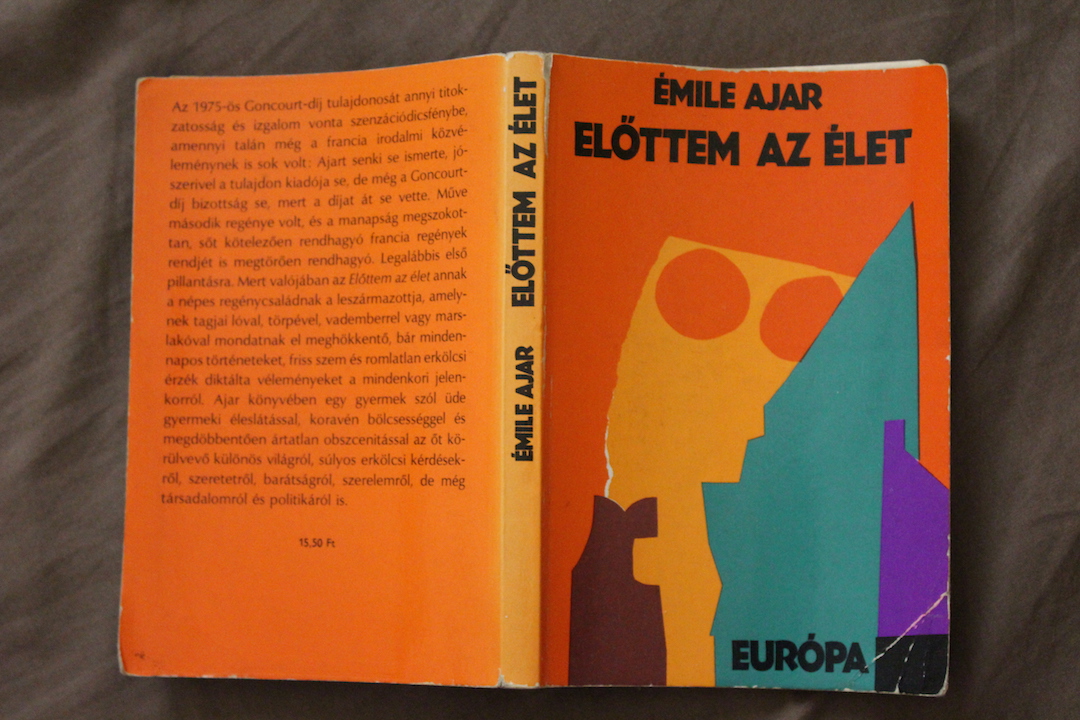 Az 1975-ös Goncourt-díj tulajdonosát annyi titok-
zatosság és izgalom vonta szenzációdicsfénybe,
amennyi talán még a francia irodalmi közvé-
leménynek is sok volt: Ajart senki se ismerte, jó-
szerivel a tulajdon kiadója se, de még a Goncourt-
díj bizottság se, mert a díjat át se vette. Műve
második regénye volt, és a manapság megszokot-
tan, sőt kötelezően rendhagyó francia regények
rendjét is megtörően rendhagyó. Legalábbis első
pillantásra. Mert valójában az Előttem az élet annak
a népes regénycsaládnak a leszármazottja, amely-
nek tagjai lóval, törpével, vademberrel vagy mars-
lakóval mondatnak el meghökkentő, bár minden-
napos történeteket, friss szem és romlatlan erkölcsi
érzék diktálta véleményeket a mindenkori jelen-
korról. Ajar könyvében egy gyermek szól üde
gyermeki éleslátással, koravén bölcsességgel és
megdöbbentően ártatlan obszcenitással az őt kö-
rülvevő különös világról, súlyos erkölcsi kérdések-
ről, szeretetről, barátságról, szerelemről, de még
társadalomról és politikáról is.
15,50 Ft
ÉMILE AJAR ELŐTTEM AZ ÉLET
ÉMILE AJAR
ELŐTTEM AZ ÉLET
EURÓPA